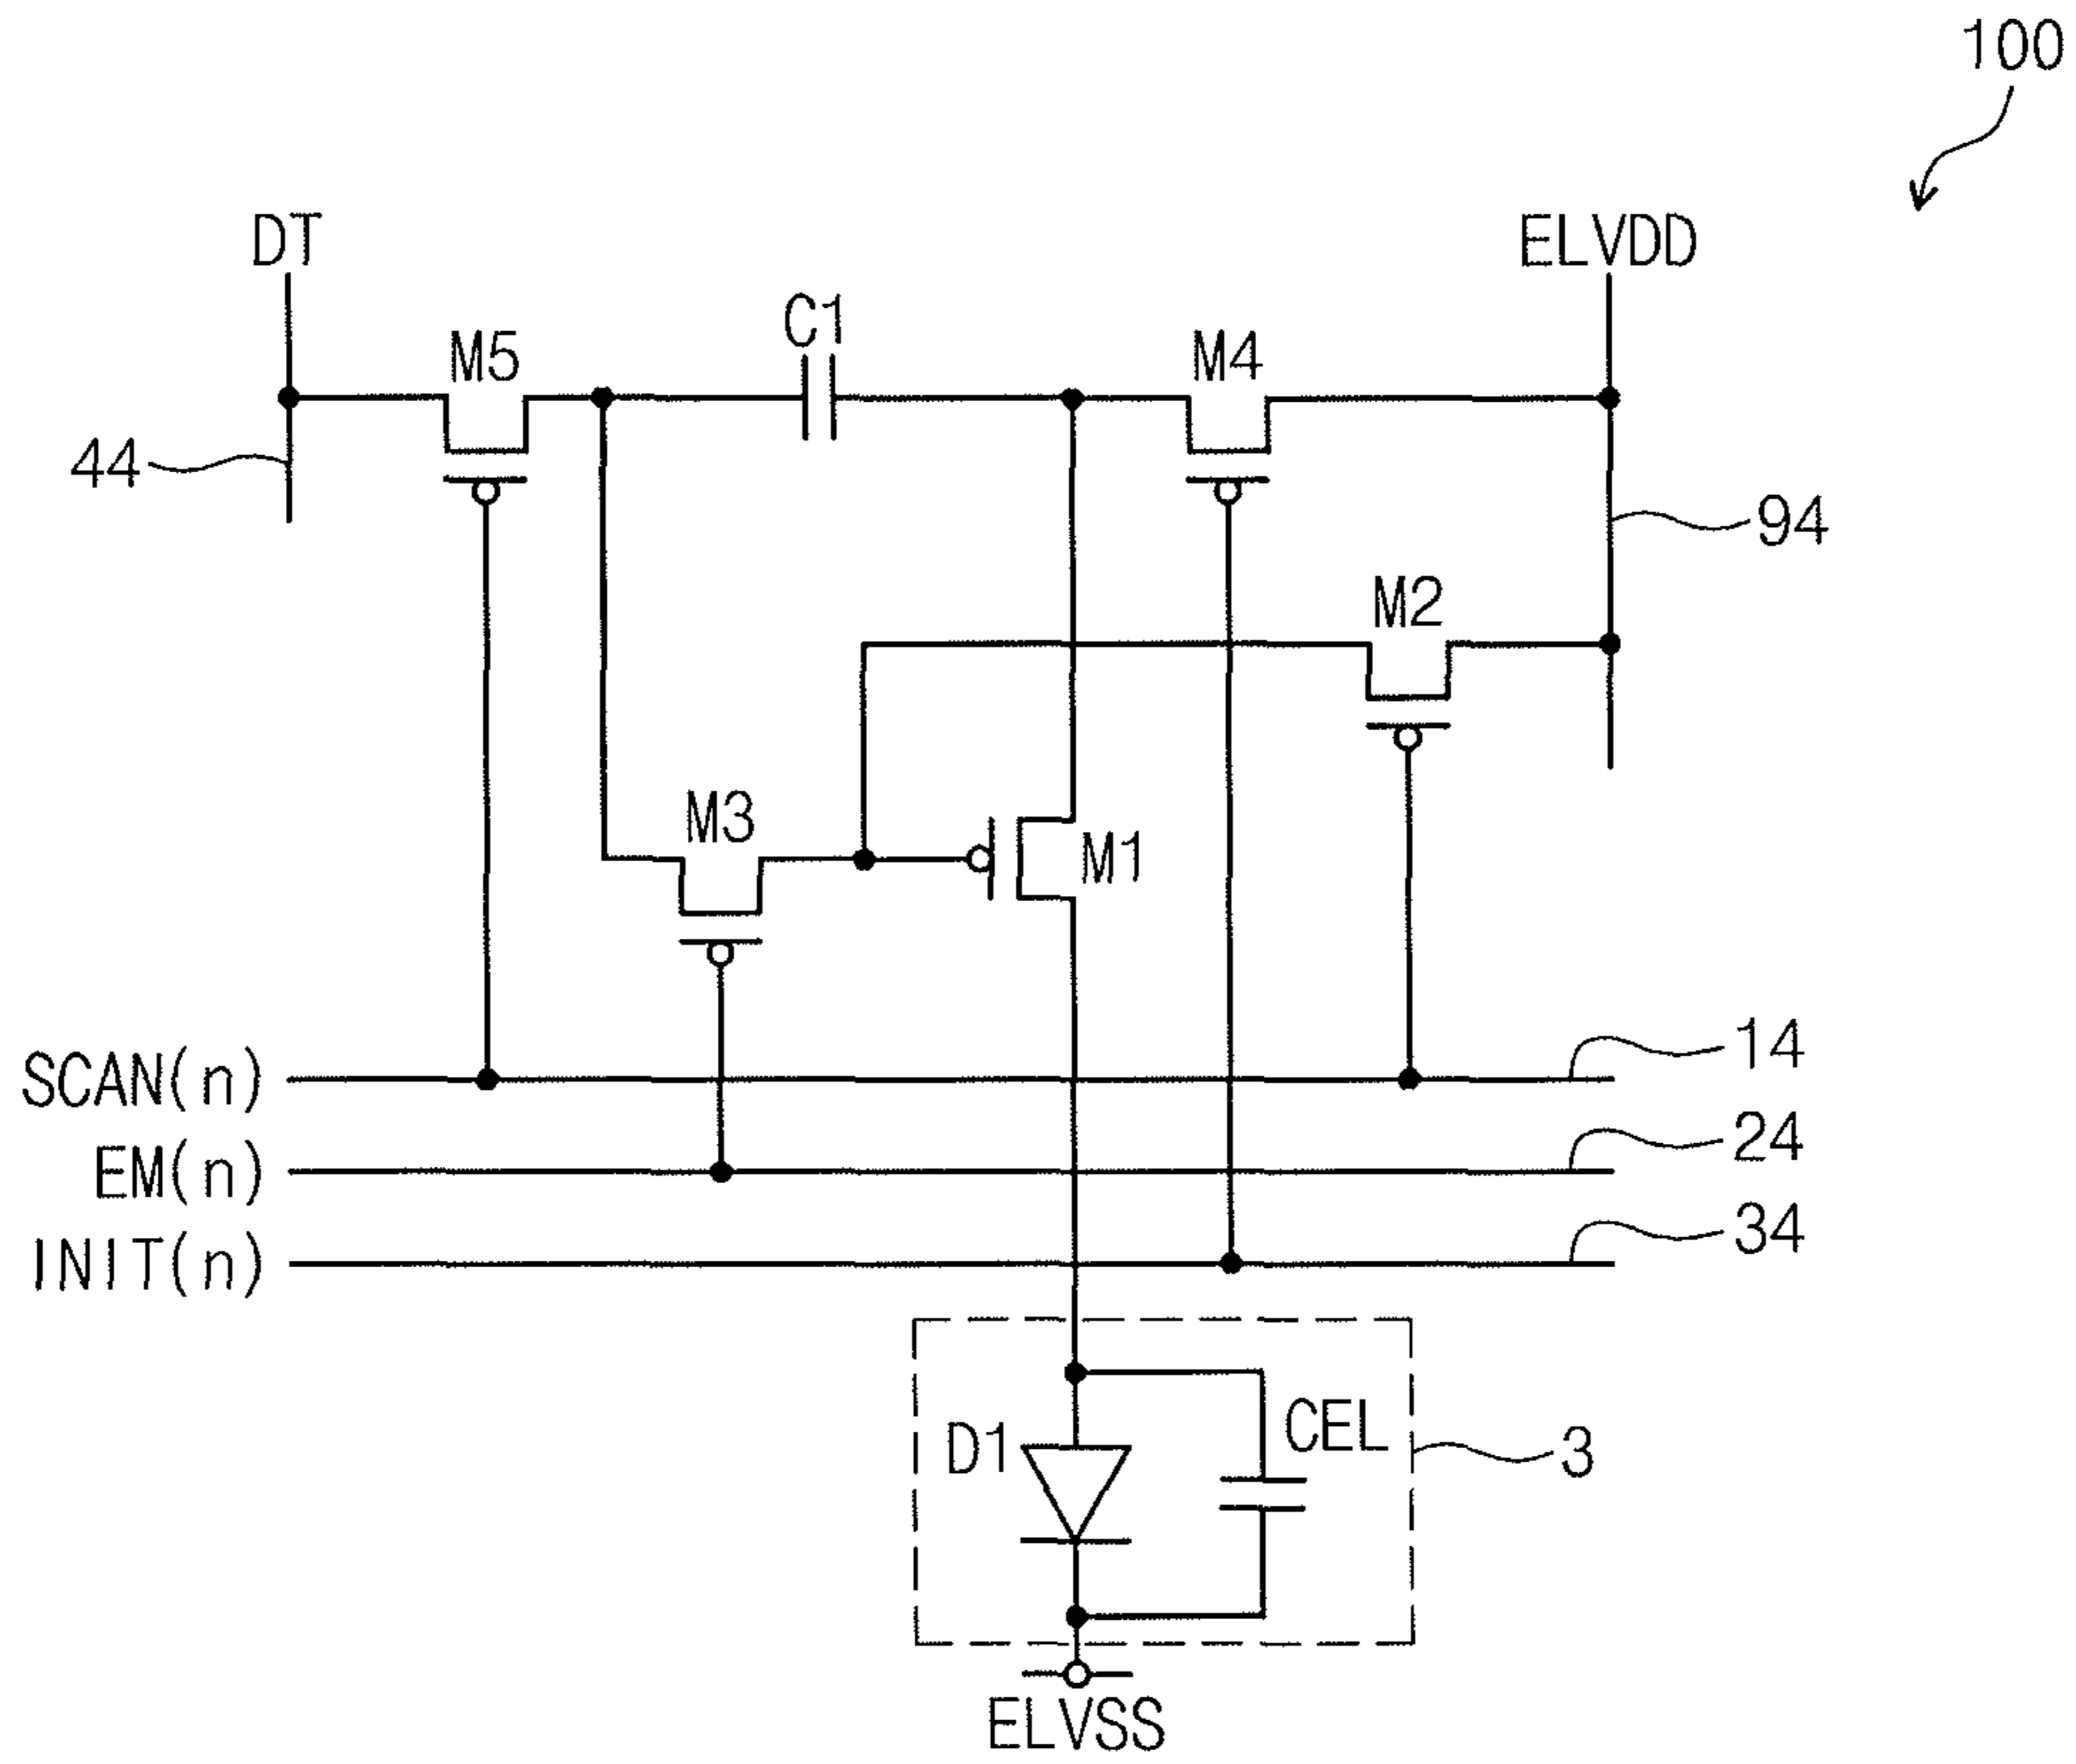 100
DT
ELVDD
C1
M5
M4
44
94
M2
M3
M1
SCAN(n)
14
EM(n)
24
INIT(n)
34
CEL
D1
3
ELVSS